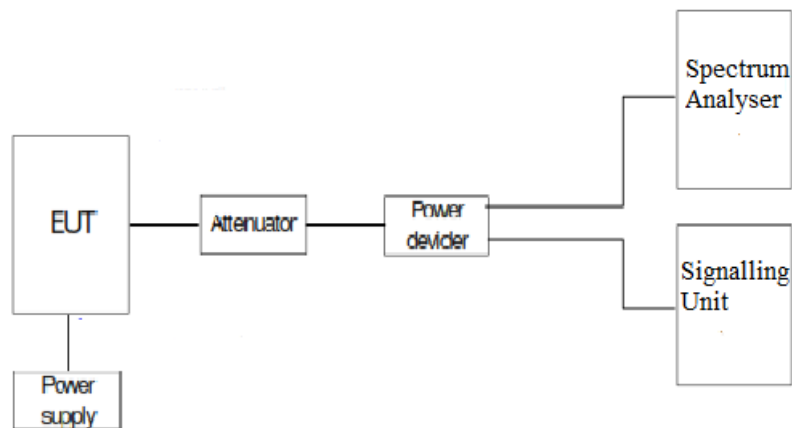 Spectrum
Analyser
EUT
Attenuator
Power
devider
Signalling
Unit
Power
supply